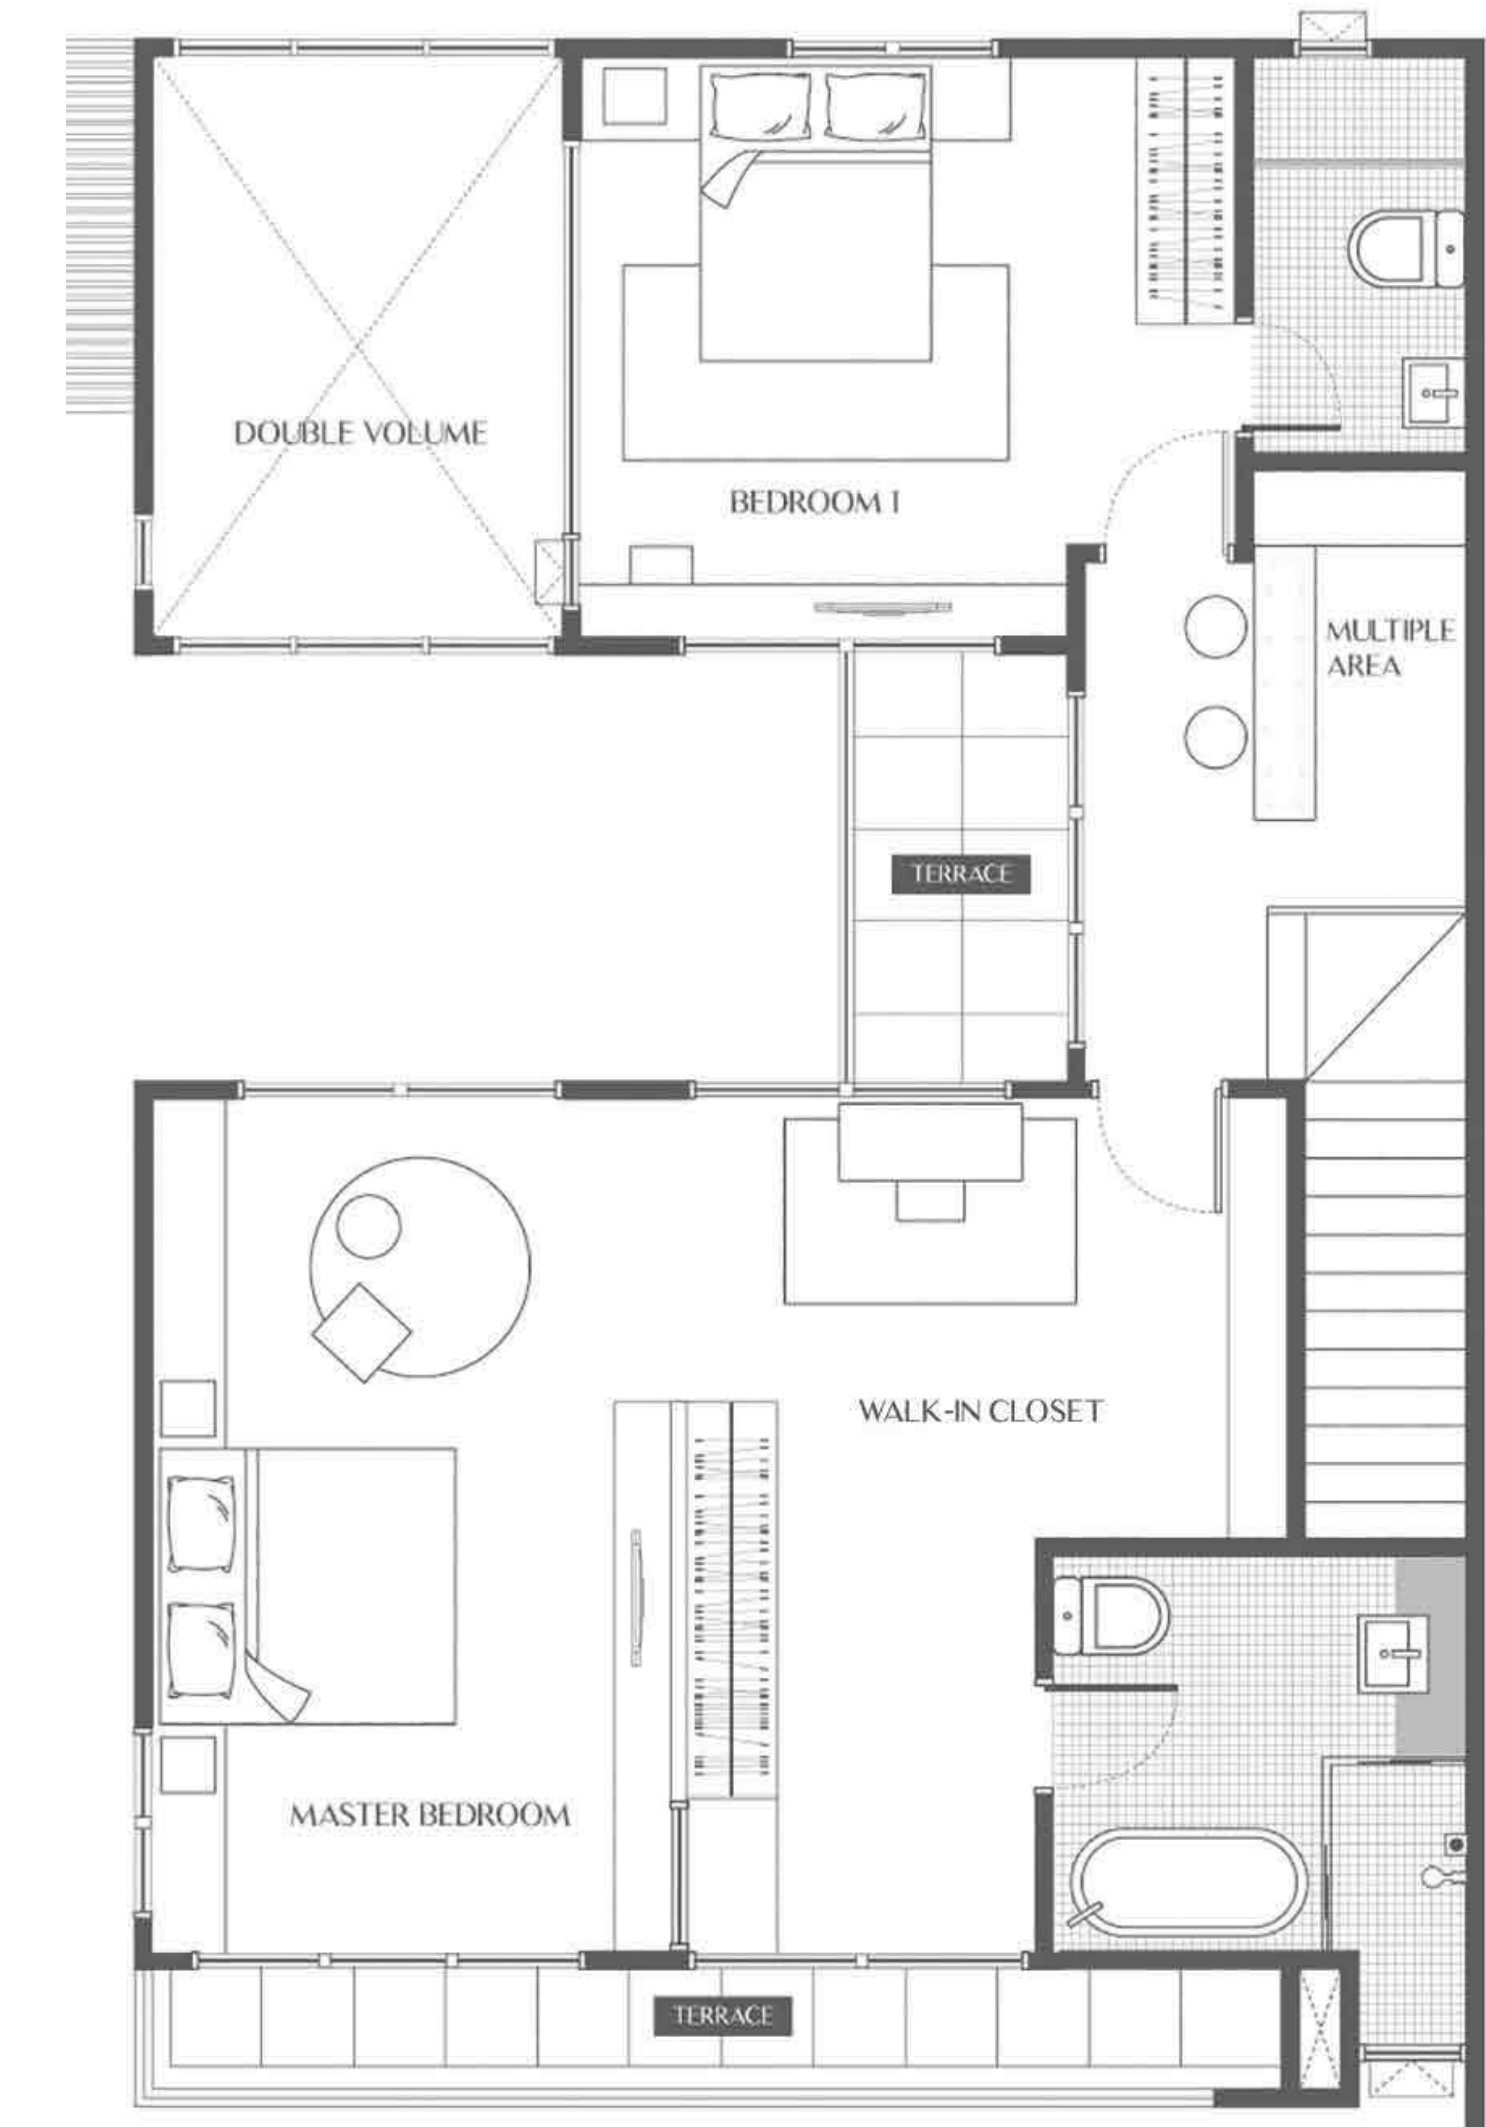 DOUBLE VOLUME
BEDROOM 1
MULTIPLE
AREA
TERRACE
WALK-IN CLOSET
MASTER BEDROOM
TERRACE